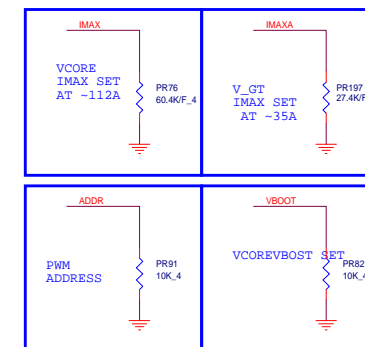 IMAX
VCORE
IMAX SET
AT ~112A
PR76
60.4K/F_4
IMAXA
V_GT
IMAX SET
AT ~35A
PR197
27.4K/F
ADDR
PWM
ADDRESS
PR91
10K_4
VBOOT
VCOREVBOST SET
PR82
10K_4